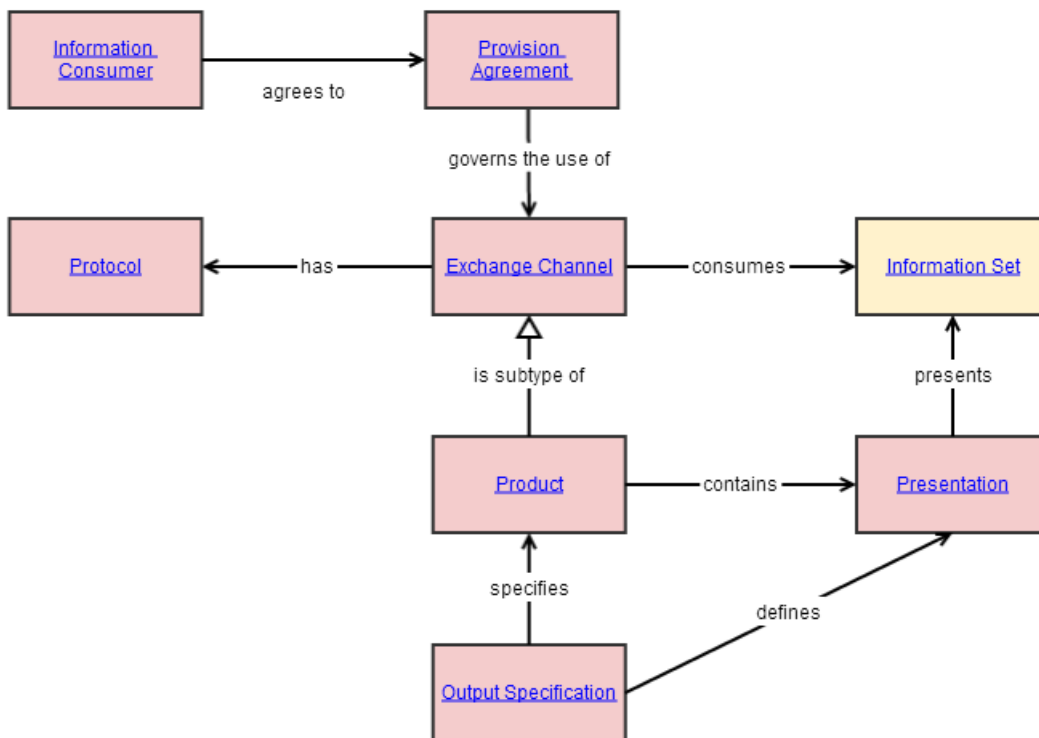 Information
Consumer
Provision
Agreement
agrees to
governs the use of
Protocol
has
Exchange Channel
consumes
Information Set
is subtype of
presents
Product
contains
Presentation
specifies
defines
Output Specification